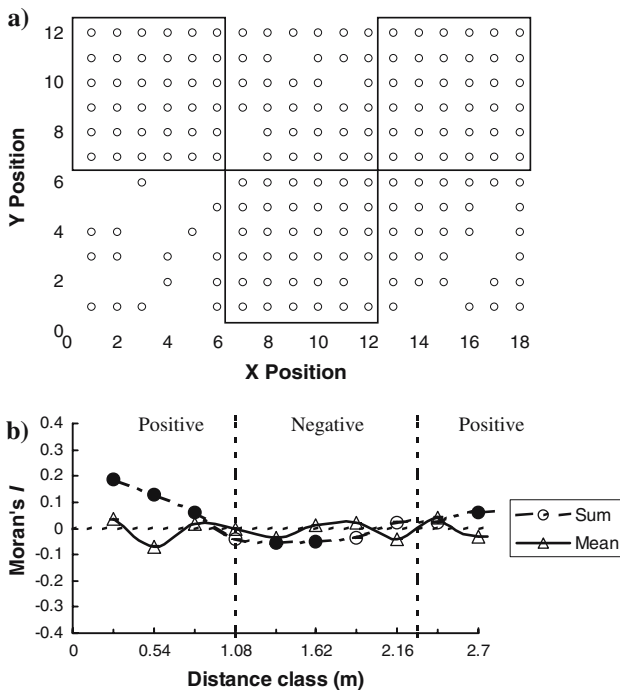 a)
12
10
8
6
4
2
0
Y Position
0 2 4 6 8 10 12 14 16 18
X Position
b)
Positive Negative Positive
0.4
0.3
0.2
0.1
0
-0.1
-0.2
-0.3
-0.4
Moran's I
0 0.54 1.08 1.62 2.16 2.7
Distance class (m)
Sum
Mean